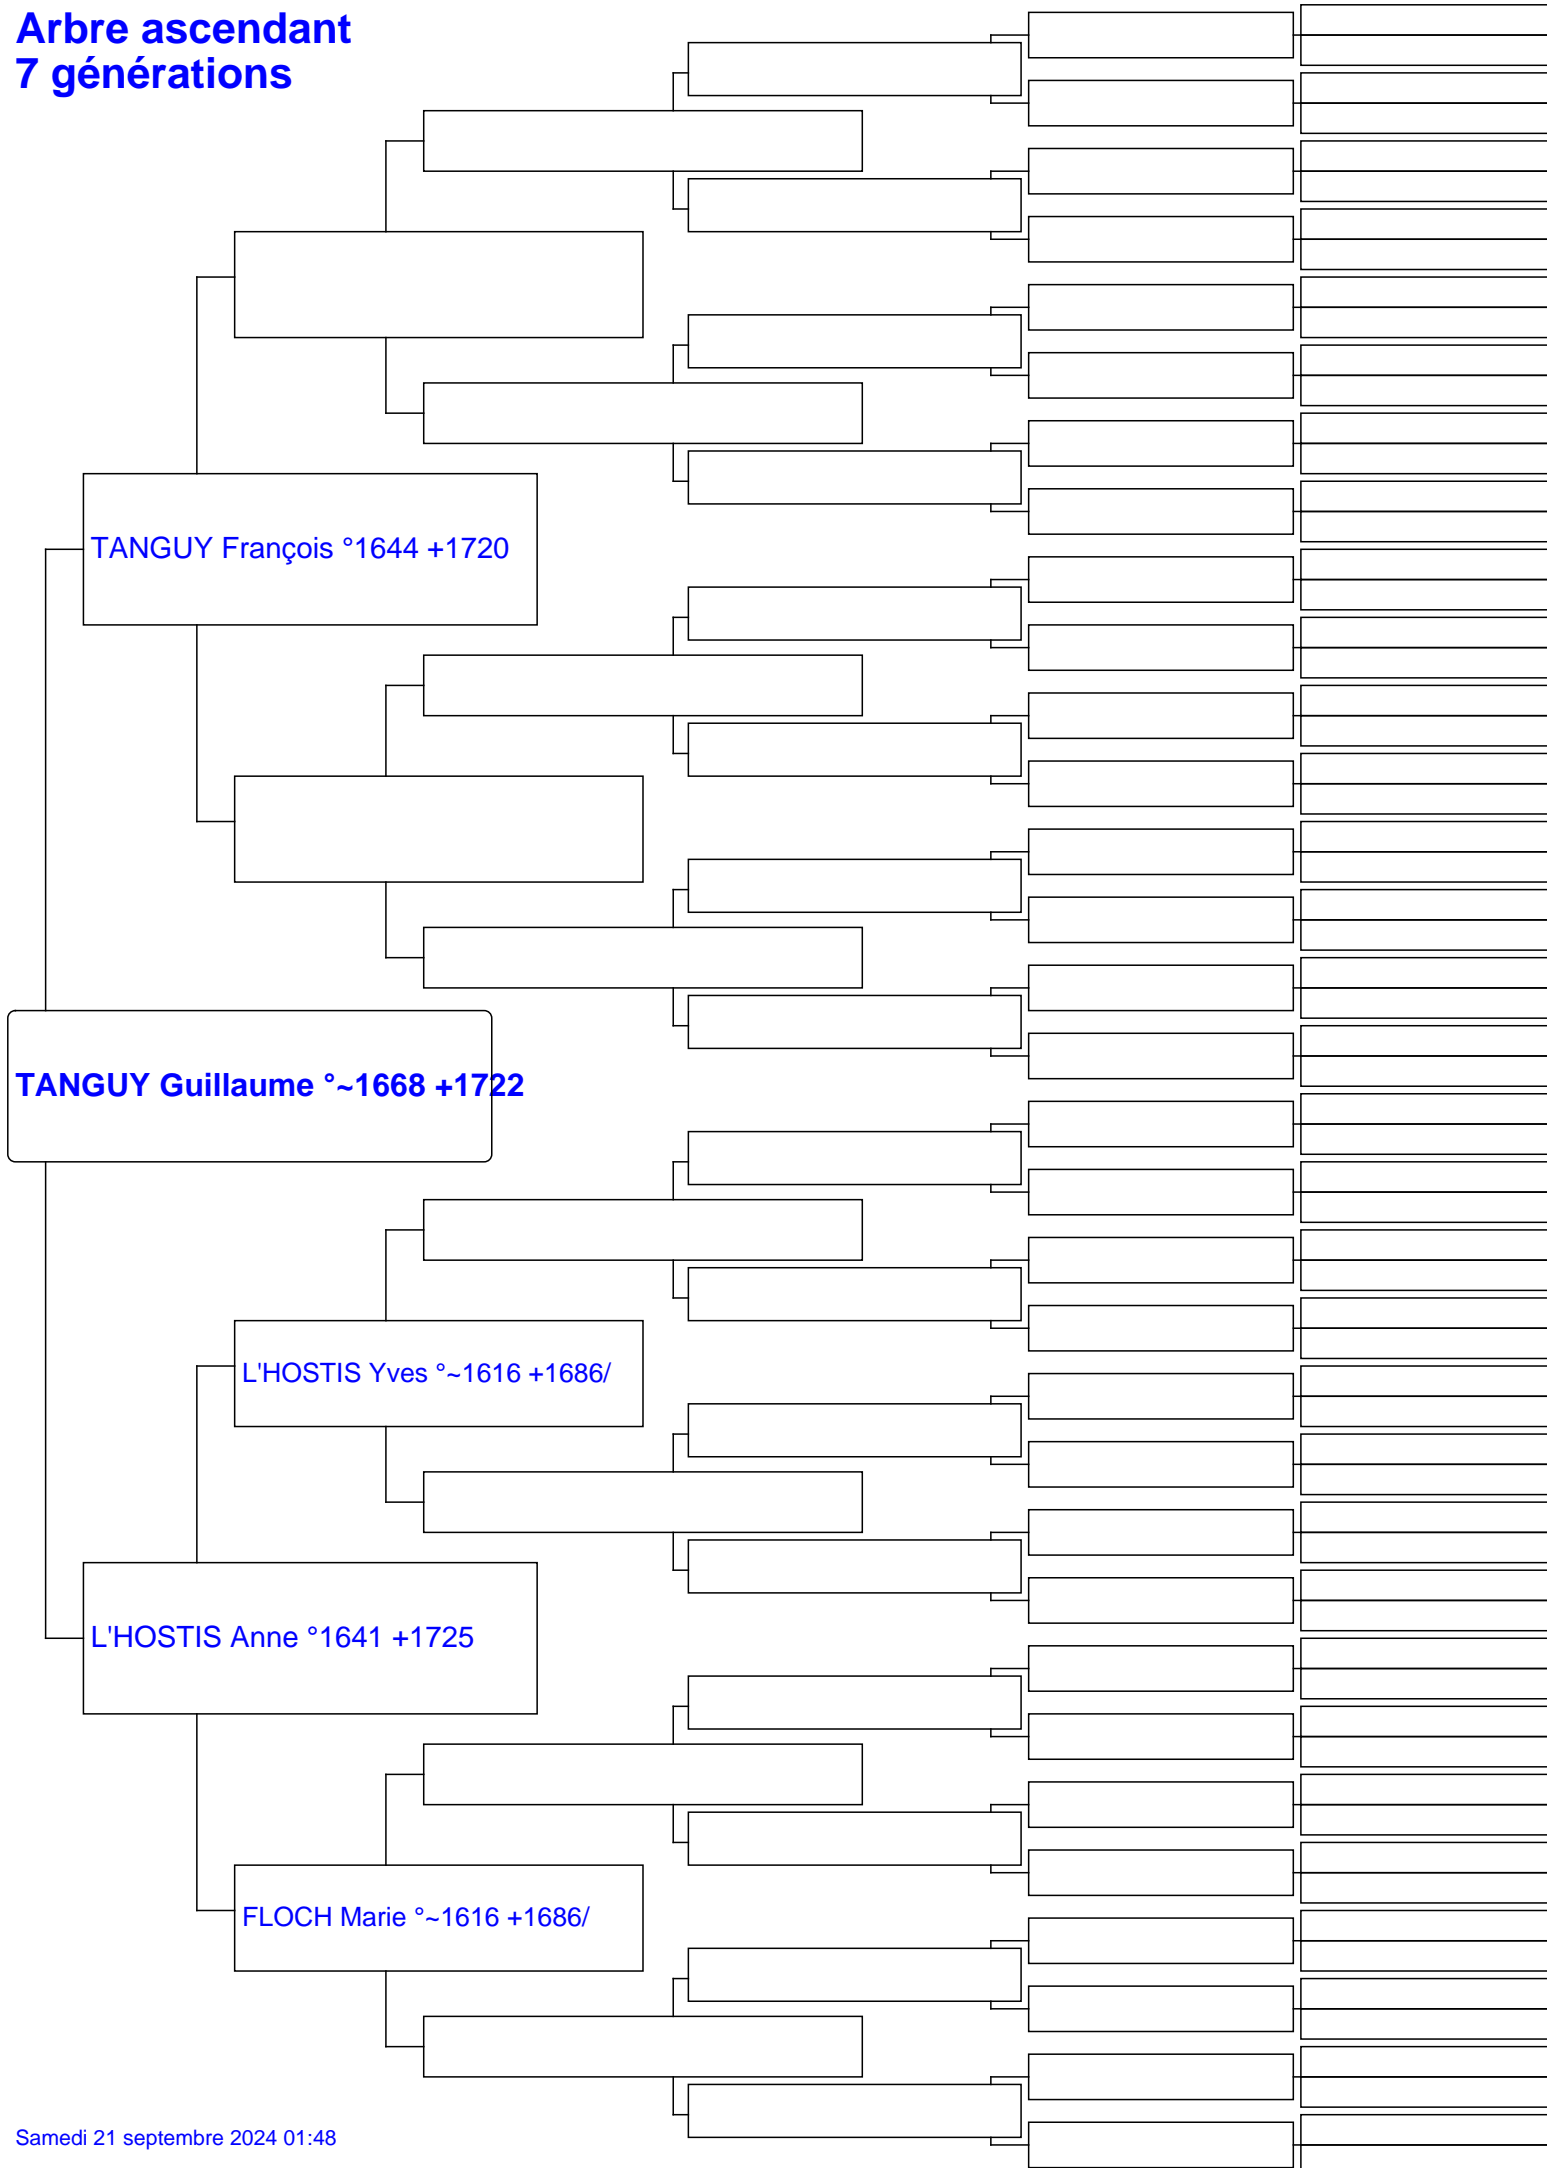 Arbre ascendant
7 générations
TANGUY François °1644 +1720
TANGUY Guillaume °~1668 +1722
L'HOSTIS Yves °~1616 +1686/
L'HOSTIS Anne °1641 +1725
FLOCH Marie °~1616 +1686/
Samedi 21 septembre 2024 01:48